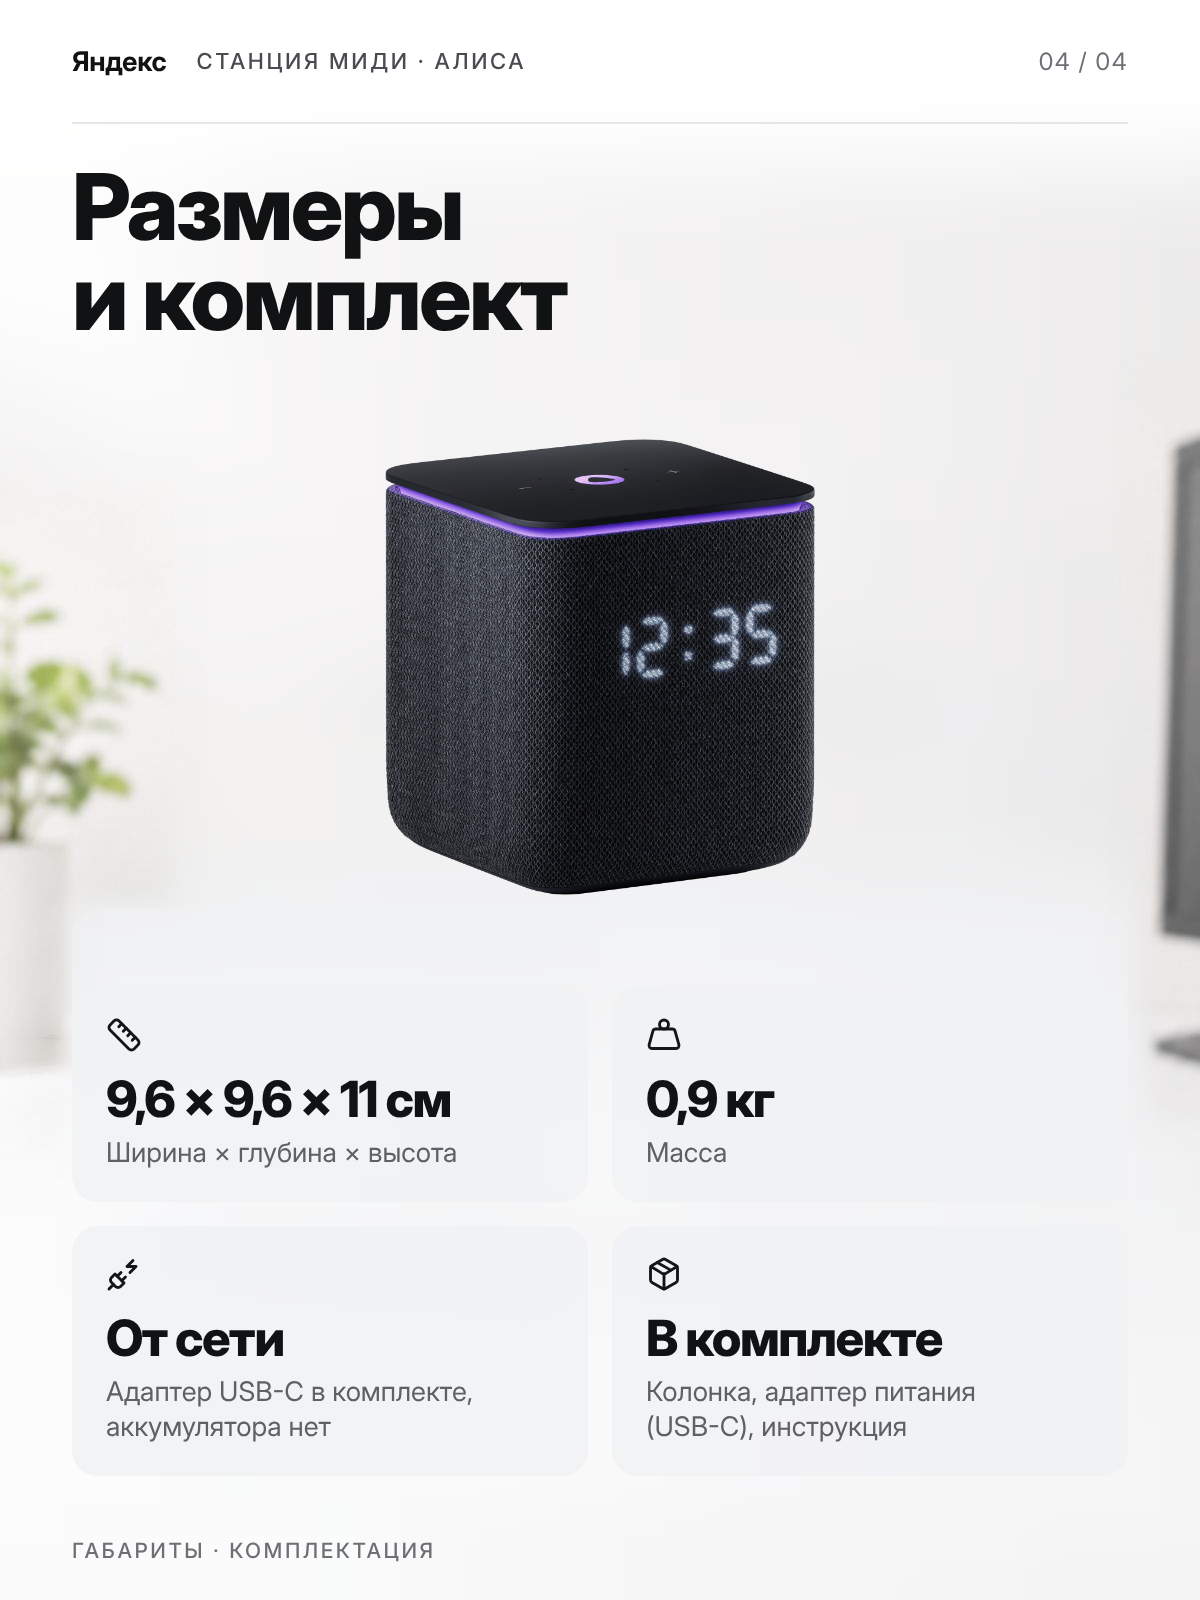 Яндекс СТАНЦИЯ МИДИ · АЛИСА 04 / 04
Размеры
и комплект
12:35
9,6 × 9,6 × 11 см
Ширина × глубина × высота
0,9 кг
Масса
От сети
Адаптер USB-C в комплекте,
аккумулятора нет
В комплекте
Колонка, адаптер питания
(USB-C), инструкция
ГАБАРИТЫ · КОМПЛЕКТАЦИЯ